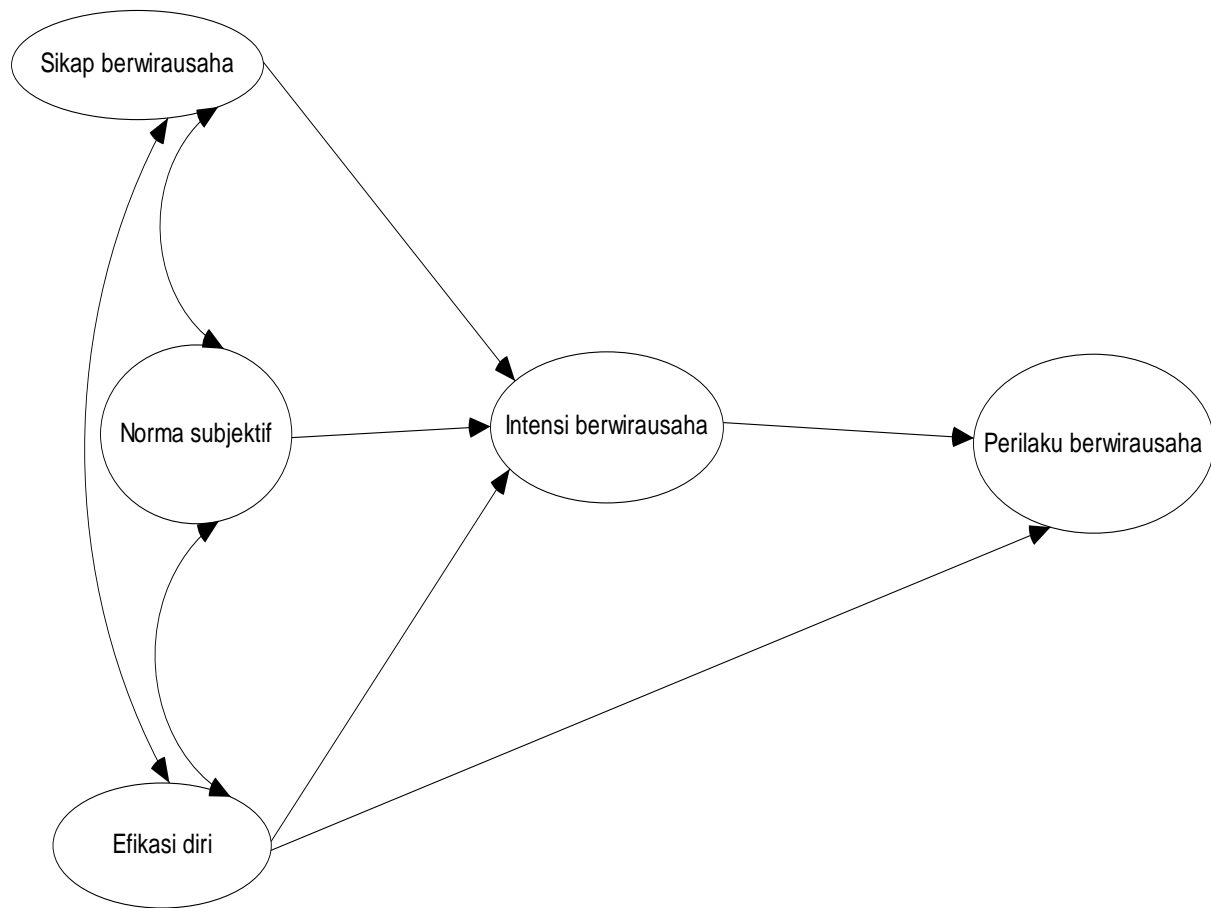 Sikap berwirausaha
Norma subjektif
Intensi berwirausaha
Perilaku berwirausaha
Efikasi diri